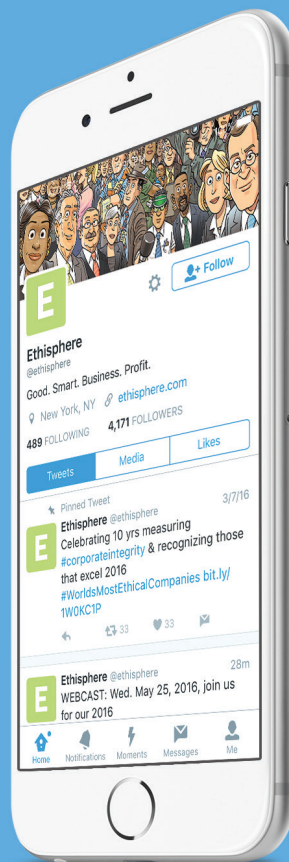 Follow
E
Ethisphere
@ethisphere
Good. Smart. Business. Profit.
New York, NY ethisphere.com
489 FOLLOWING 4,171 FOLLOWERS
Tweets Media Likes
Pinned Tweet
Ethisphere @ethisphere 3/7/16
E
Celebrating 10 yrs measuring
#corporateintegrity & recognizing those
that excel 2016
#WorldsMostEthicalCompanies bit.ly/
1W0KC1P
33 33
Ethisphere @ethisphere 28m
E
WEBCAST: Wed. May 25, 2016, join us
for our 2016
Home Notifications Moments Messages Me